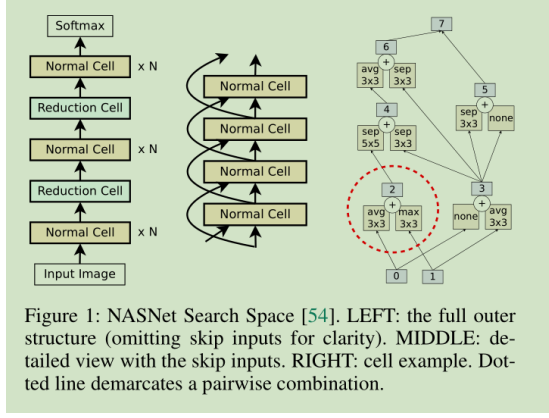 Softmax
Normal Cell x N
Reduction Cell
Normal Cell x N
Reduction Cell
Normal Cell x N
Input Image
Normal Cell
Normal Cell
Normal Cell
Normal Cell
7
6
+
avg 3x3
sep 3x3
5
+
sep 3x3
none
4
+
sep 5x5
sep 3x3
2
+
avg 3x3
max 3x3
3
+
none
avg 3x3
0
1
Figure 1: NASNet Search Space [54]. LEFT: the full outer
structure (omitting skip inputs for clarity). MIDDLE: de-
tailed view with the skip inputs. RIGHT: cell example. Dot-
ted line demarcates a pairwise combination.